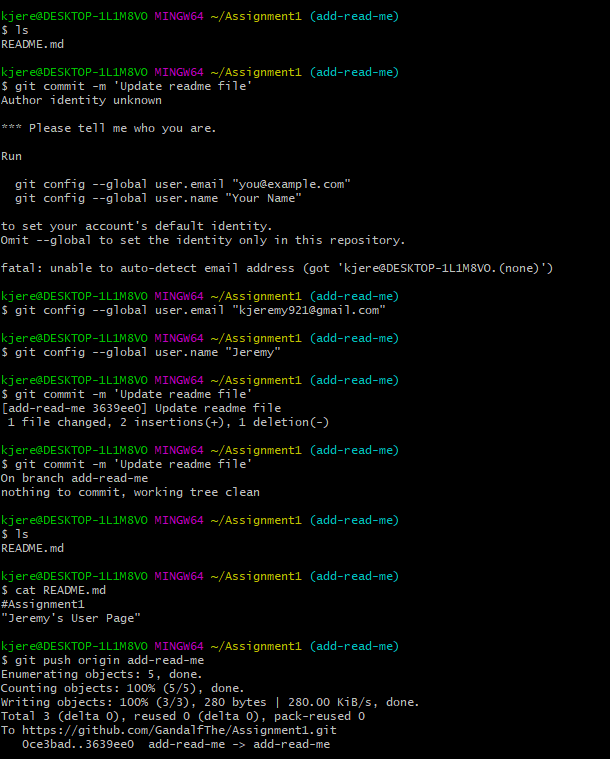 kjere@DESKTOP-1L1M8VO MINGW64 ~/Assignment1 (add-read-me)
$ ls
README.md
kjere@DESKTOP-1L1M8VO MINGW64 ~/Assignment1 (add-read-me)
$ git commit -m 'Update readme file'
Author identity unknown
*** Please tell me who you are.
Run
git config --global user.email "you@example.com"
git config --global user.name "Your Name"
to set your account's default identity.
Omit --global to set the identity only in this repository.
fatal: unable to auto-detect email address (got 'kjere@DESKTOP-1L1M8VO.(none)')
kjere@DESKTOP-1L1M8VO MINGW64 ~/Assignment1 (add-read-me)
$ git config --global user.email "kjeremy921@gmail.com"
kjere@DESKTOP-1L1M8VO MINGW64 ~/Assignment1 (add-read-me)
$ git config --global user.name "Jeremy"
kjere@DESKTOP-1L1M8VO MINGW64 ~/Assignment1 (add-read-me)
$ git commit -m 'Update readme file'
[add-read-me 3639ee0] Update readme file
1 file changed, 2 insertions(+), 1 deletion(-)
kjere@DESKTOP-1L1M8VO MINGW64 ~/Assignment1 (add-read-me)
$ git commit -m 'Update readme file'
On branch add-read-me
nothing to commit, working tree clean
kjere@DESKTOP-1L1M8VO MINGW64 ~/Assignment1 (add-read-me)
$ ls
README.md
kjere@DESKTOP-1L1M8VO MINGW64 ~/Assignment1 (add-read-me)
$ cat README.md
#Assignment1
"Jeremy's User Page"
kjere@DESKTOP-1L1M8VO MINGW64 ~/Assignment1 (add-read-me)
$ git push origin add-read-me
Enumerating objects: 5, done.
Counting objects: 100% (5/5), done.
Writing objects: 100% (3/3), 280 bytes | 280.00 KiB/s, done.
Total 3 (delta 0), reused 0 (delta 0), pack-reused 0
To https://github.com/GandalfThe/Assignment1.git
0ce3bad..3639ee0  add-read-me -> add-read-me